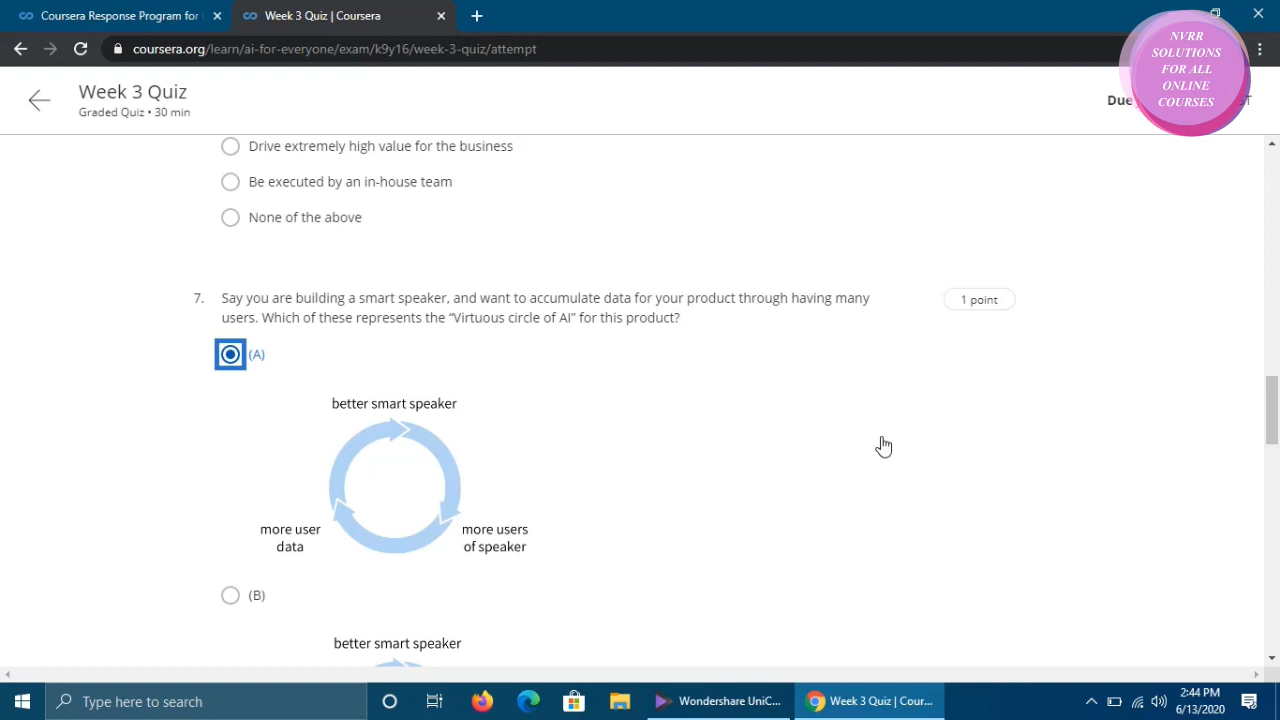 Coursera Response Program for
Week 3 Quiz | Coursera
coursera.org/learn/ai-for-everyone/exam/k9y16/week-3-quiz/attempt
NVRR
SOLUTIONS
FOR ALL
ONLINE
COURSES
Week 3 Quiz
Graded Quiz • 30 min
Due
ST
Drive extremely high value for the business
Be executed by an in-house team
None of the above
7. Say you are building a smart speaker, and want to accumulate data for your product through having many
users. Which of these represents the “Virtuous circle of AI” for this product?
1 point
(A)
better smart speaker
more user
data
more users
of speaker
(B)
better smart speaker
Type here to search
Wondershare UniC...
Week 3 Quiz | Cour...
2:44 PM
6/13/2020